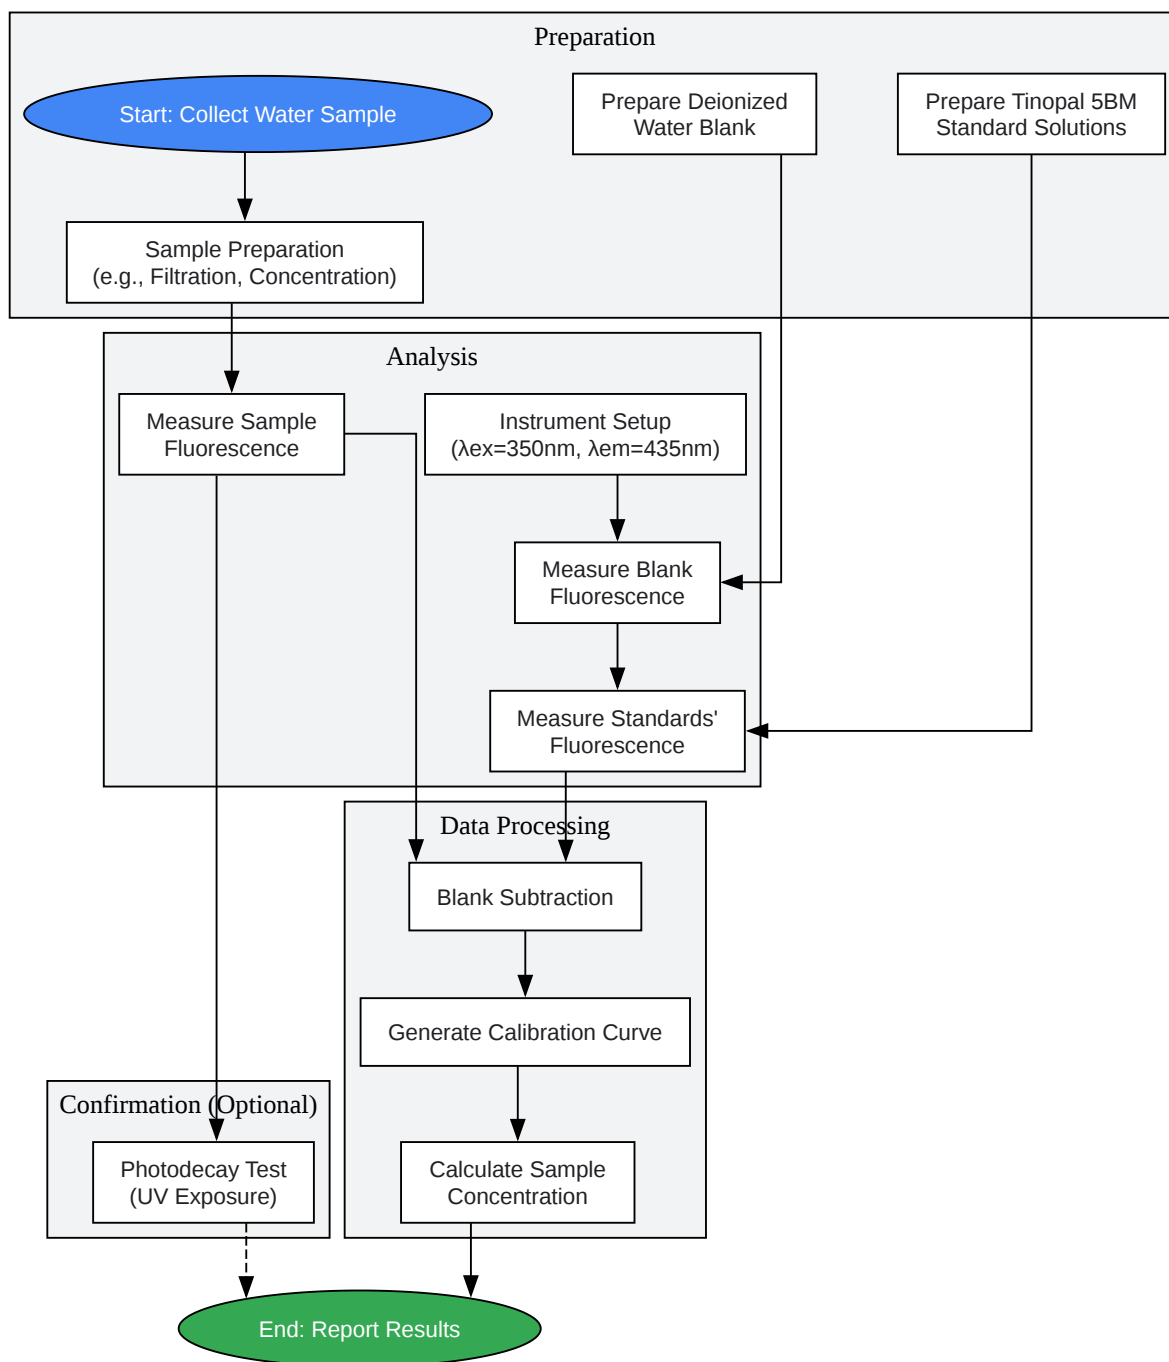 Preparation
Start: Collect Water Sample
Prepare Deionized
Water Blank
Prepare Tinopal 5BM
Standard Solutions
Sample Preparation
(e.g., Filtration, Concentration)
Analysis
Measure Sample
Fluorescence
Instrument Setup
(λex=350nm, λem=435nm)
Measure Blank
Fluorescence
Measure Standards'
Fluorescence
Data Processing
Blank Subtraction
Generate Calibration Curve
Confirmation (Optional)
Photodecay Test
(UV Exposure)
Calculate Sample
Concentration
End: Report Results